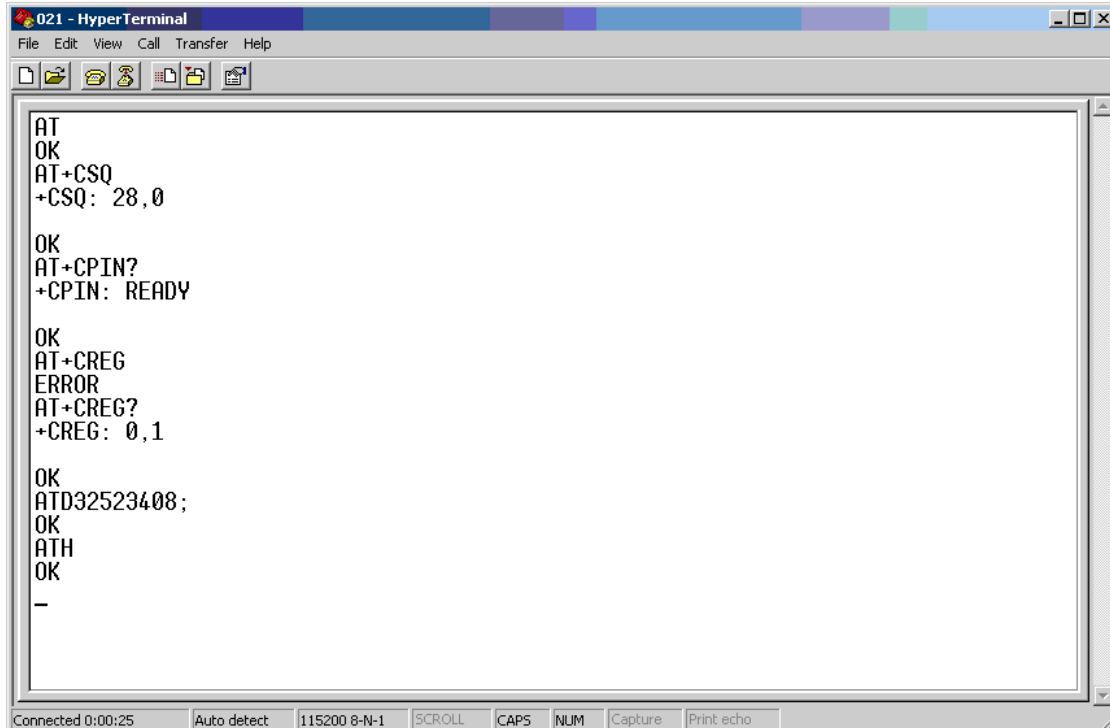 021 - HyperTerminal
File Edit View Call Transfer Help
AT
OK
AT+CSQ
+CSQ: 28,0
OK
AT+CPIN?
+CPIN: READY
OK
AT+CREG
ERROR
AT+CREG?
+CREG: 0,1
OK
ATD32523408;
OK
ATH
OK
_
Connected 0:00:25 Auto detect 115200 8-N-1 SCROLL CAPS NUM Capture Print echo